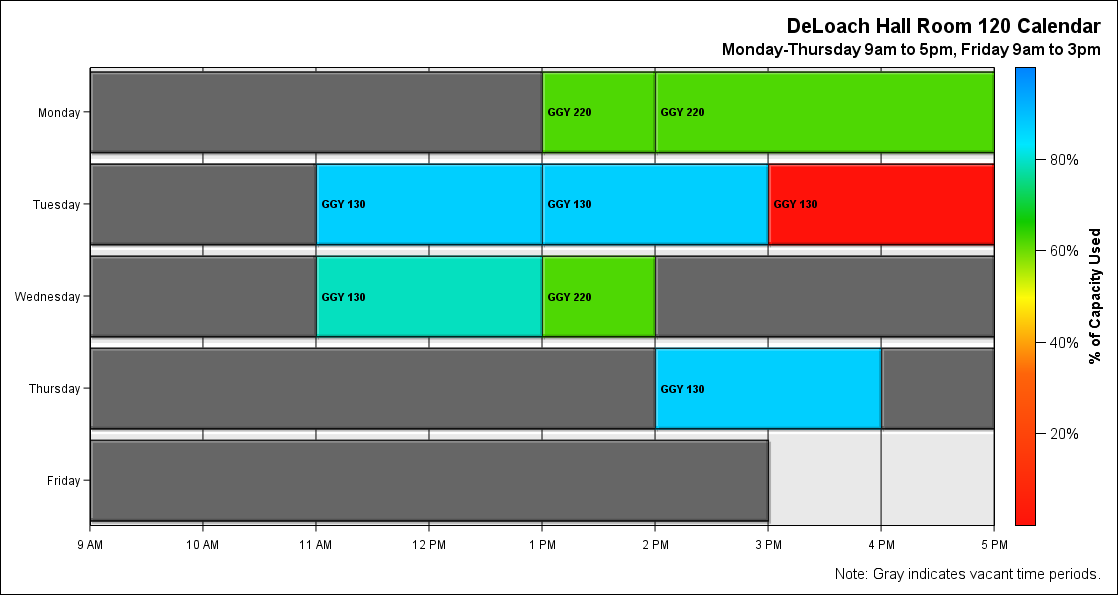 DeLoach Hall Room 120 Calendar
Monday-Thursday 9am to 5pm, Friday 9am to 3pm
Monday
GGY 220
GGY 220
Tuesday
GGY 130
GGY 130
GGY 130
Wednesday
GGY 130
GGY 220
Thursday
GGY 130
Friday
9 AM
10 AM
11 AM
12 PM
1 PM
2 PM
3 PM
4 PM
5 PM
80%
60%
40%
20%
% of Capacity Used
Note: Gray indicates vacant time periods.